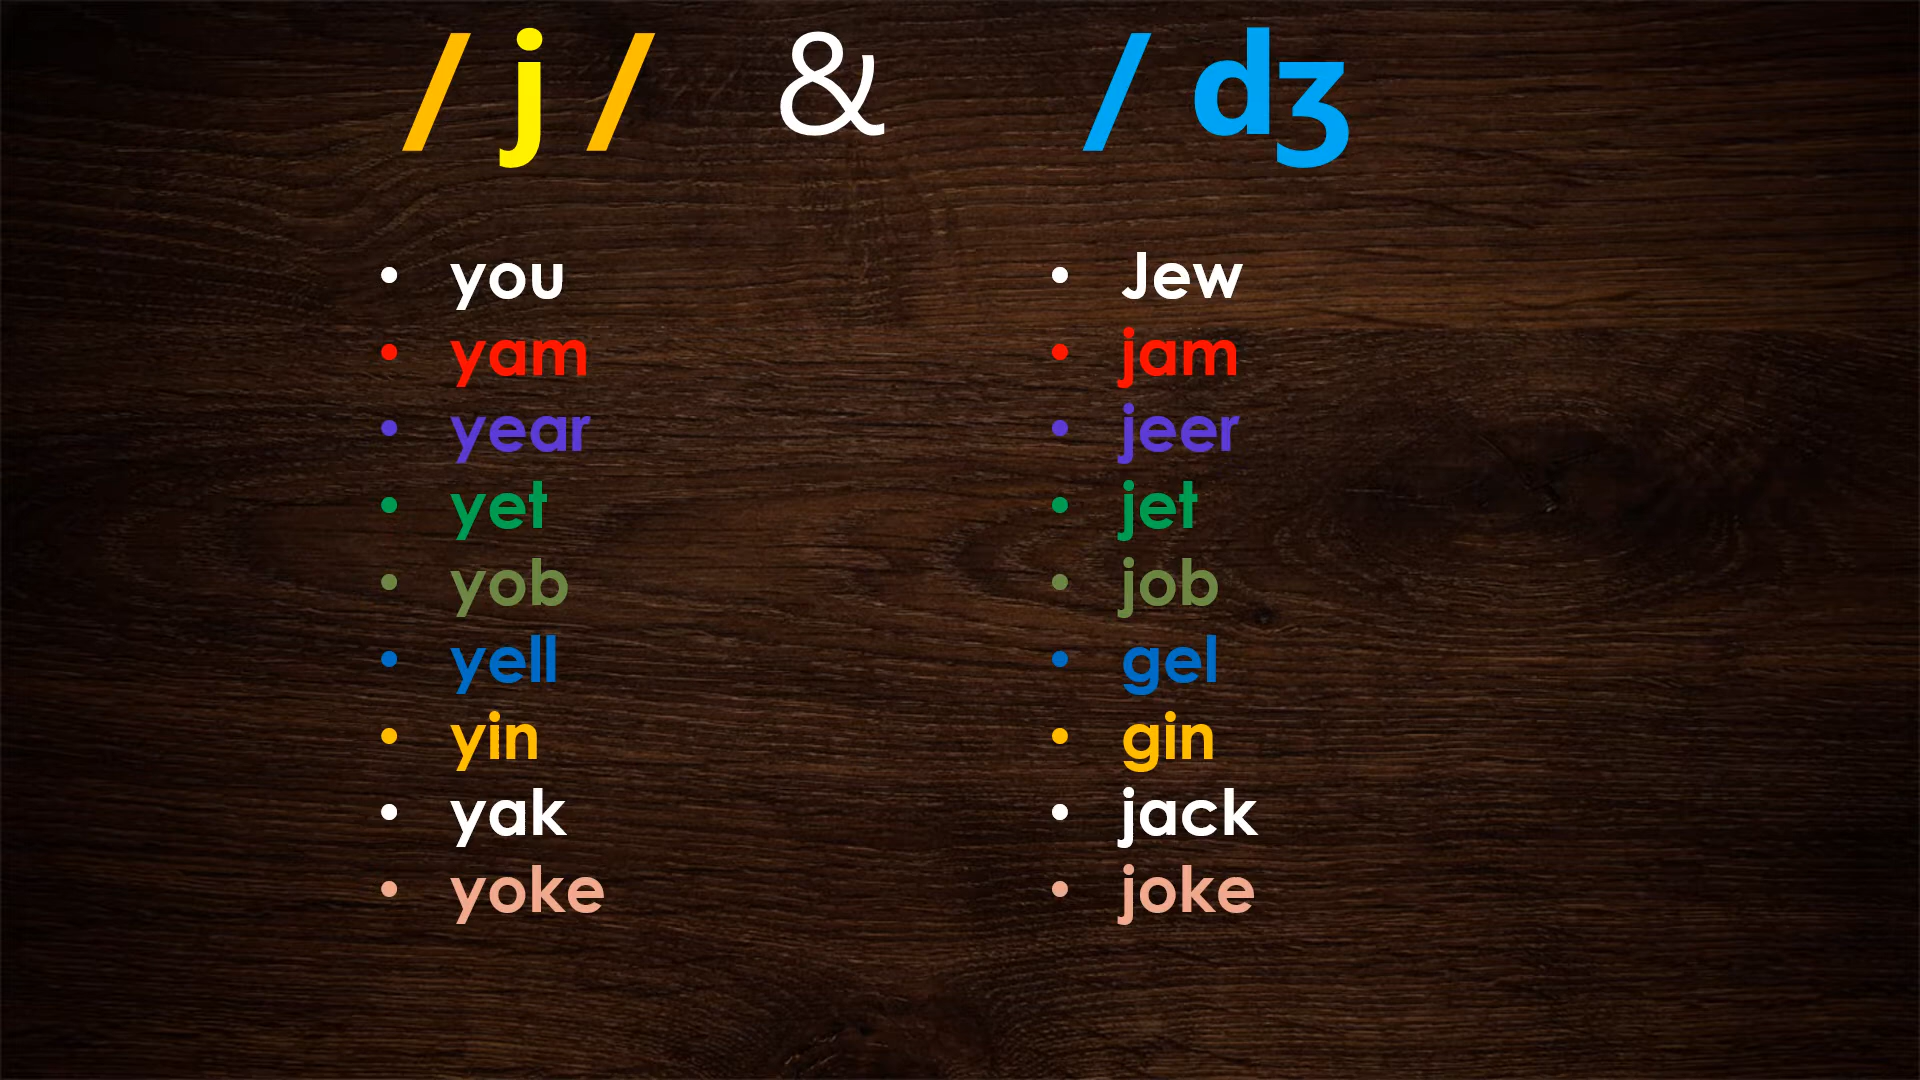 / j / & / dʒ
you
yam
year
yet
yob
yell
yin
yak
yoke
Jew
jam
jeer
jet
job
gel
gin
jack
joke